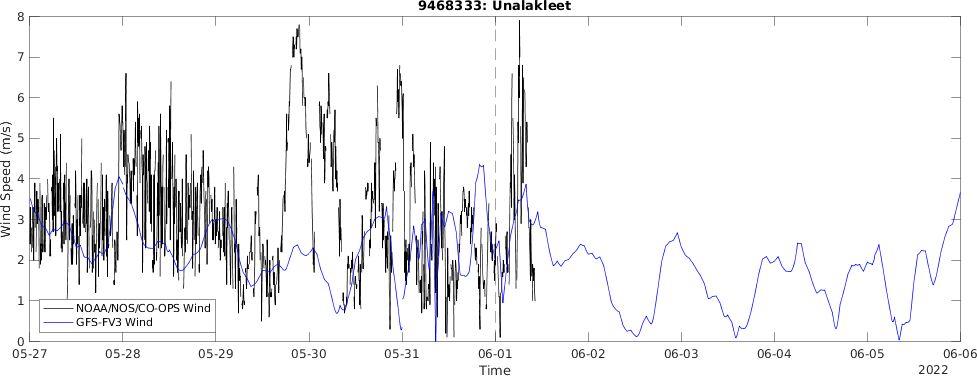 9468333: Unalakleet
8
7
6
5
4
3
2
1
0
Wind Speed (m/s)
NOAA/NOS/CO-OPS Wind
GFS-FV3 Wind
05-27 05-28 05-29 05-30 05-31 06-01 06-02 06-03 06-04 06-05 06-06
Time
2022